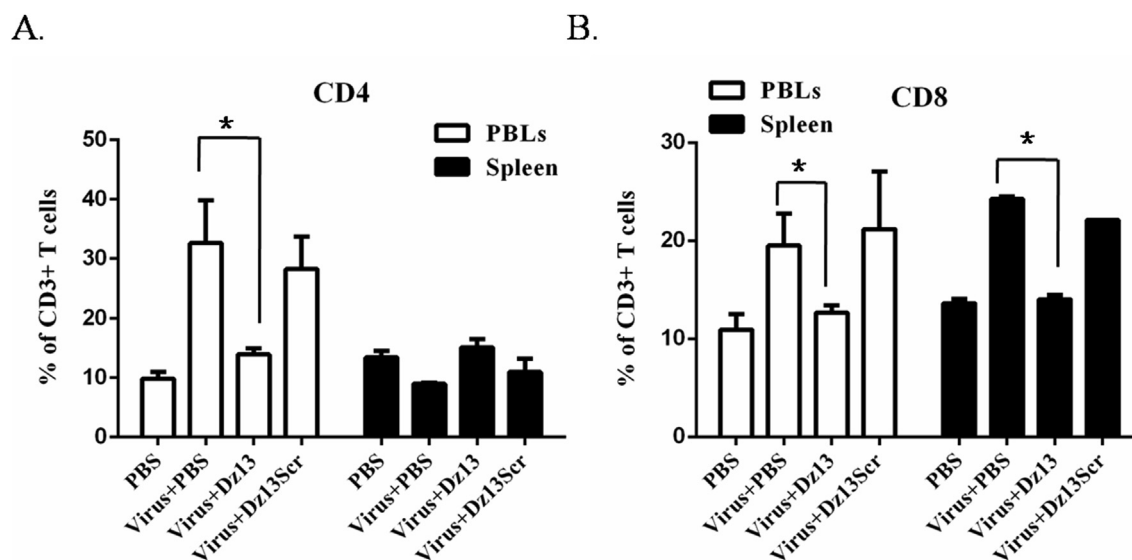 A.
CD4
*
PBLs
Spleen
% of CD3+ T cells
50
40
30
20
10
0
PBS
Virus+PBS
Virus+Dz13
Virus+Dz13Scr
PBS
Virus+PBS
Virus+Dz13
Virus+Dz13Scr
B.
PBLs
Spleen
CD8
*
*
% of CD3+ T cells
30
20
10
0
PBS
Virus+PBS
Virus+Dz13
Virus+Dz13Scr
PBS
Virus+PBS
Virus+Dz13
Virus+Dz13Scr